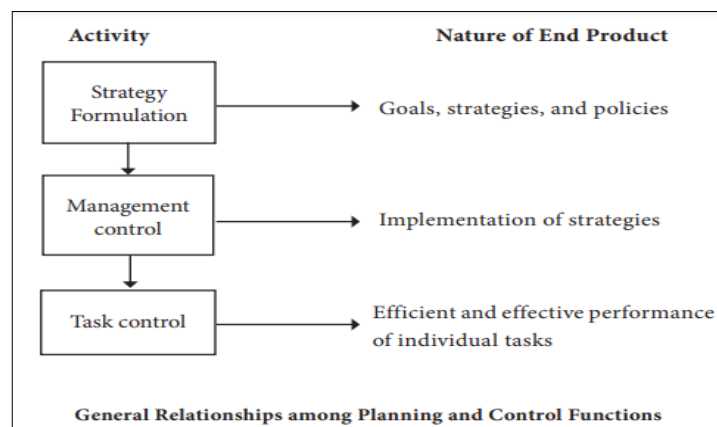 Activity
Nature of End Product
Strategy
Formulation
Goals, strategies, and policies
Management
control
Implementation of strategies
Task control
Efficient and effective performance
of individual tasks
General Relationships among Planning and Control Functions